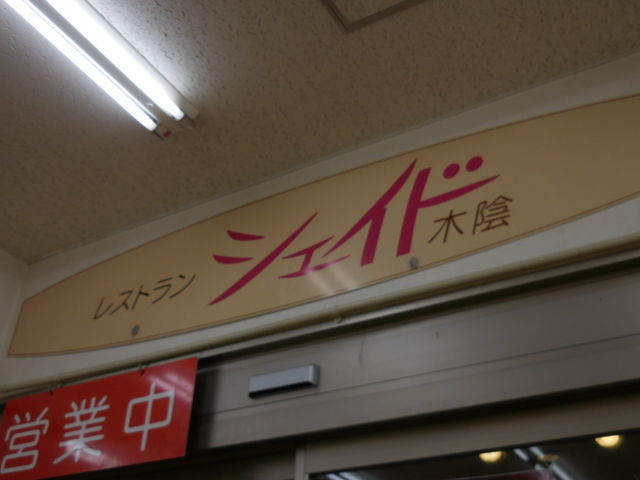 レストラン シェイド 木陰
営業中